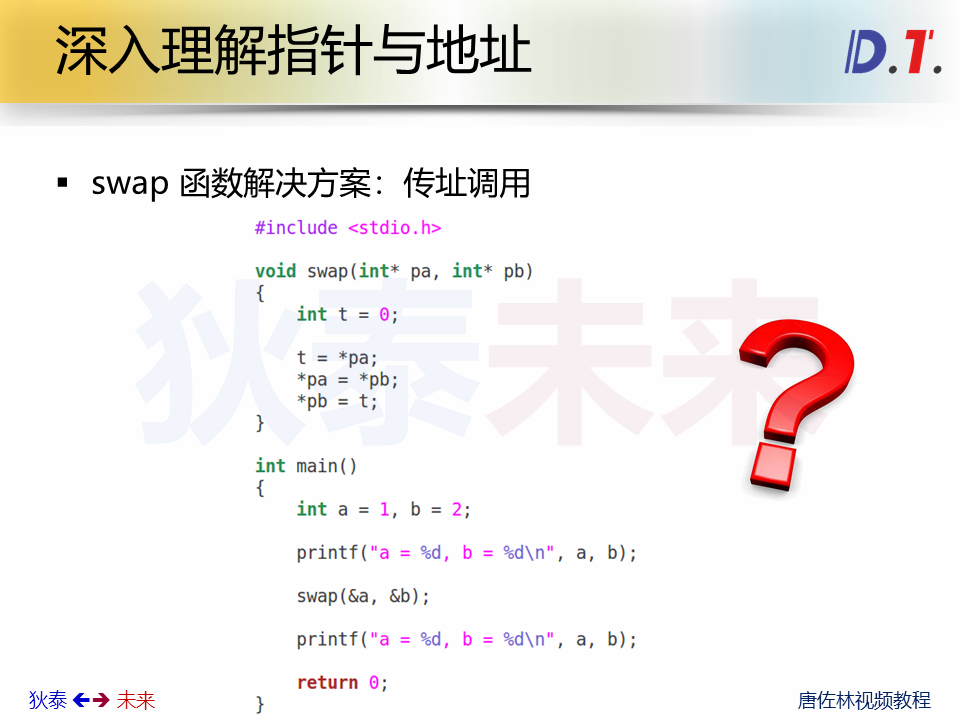 深入理解指针与地址
D.T.
▪ swap 函数解决方案：传址调用
#include <stdio.h>
void swap(int* pa, int* pb)
{
    int t = 0;
    t = *pa;
    *pa = *pb;
    *pb = t;
}
int main()
{
    int a = 1, b = 2;
    printf("a = %d, b = %d\n", a, b);
    swap(&a, &b);
    printf("a = %d, b = %d\n", a, b);
    return 0;
}
狄泰未来
?
狄泰 未来
唐佐林视频教程